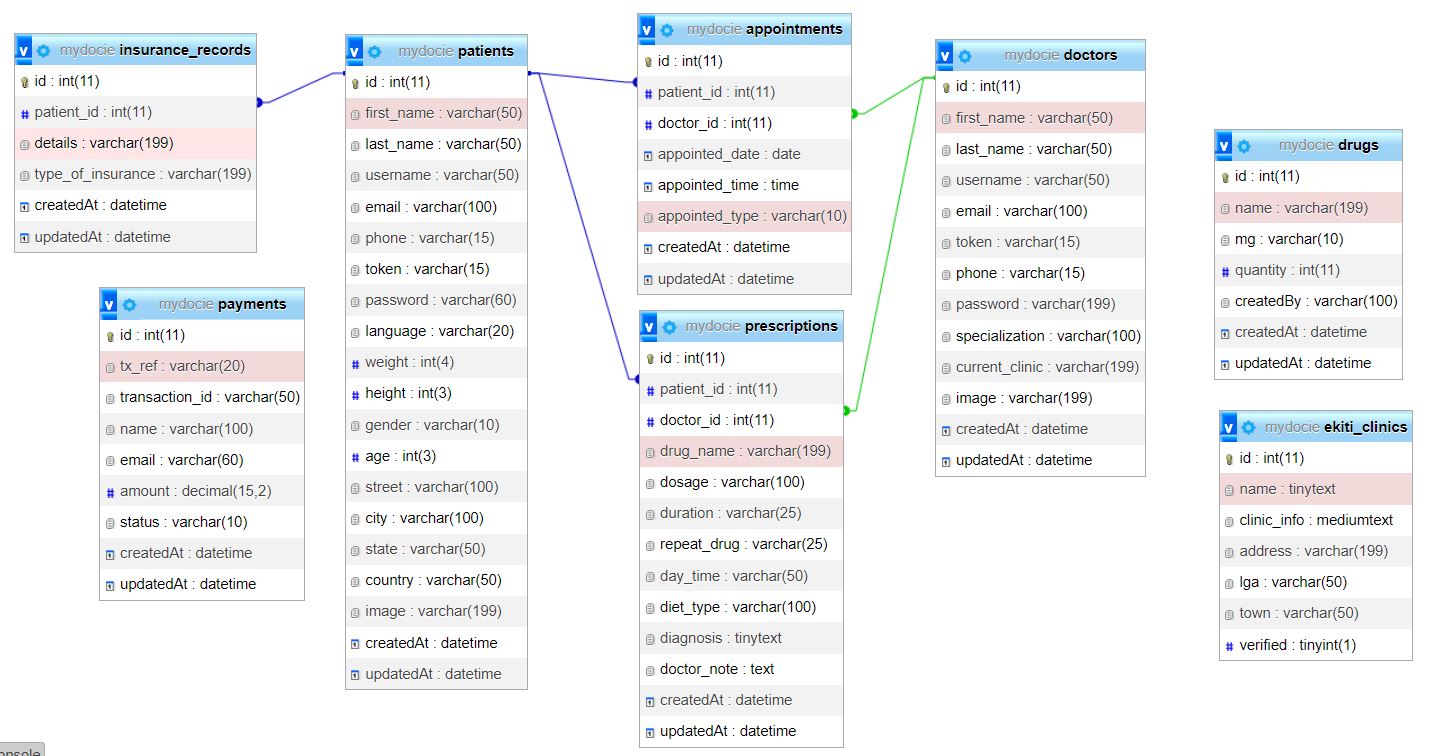 mydocie insurance_records
id : int(11)
patient_id : int(11)
details : varchar(199)
type_of_insurance : varchar(199)
createdAt : datetime
updatedAt : datetime
mydocie payments
id : int(11)
tx_ref : varchar(20)
transaction_id : varchar(50)
name : varchar(100)
email : varchar(60)
amount : decimal(15,2)
status : varchar(10)
createdAt : datetime
updatedAt : datetime
mydocie patients
id : int(11)
first_name : varchar(50)
last_name : varchar(50)
username : varchar(50)
email : varchar(100)
phone : varchar(15)
token : varchar(15)
password : varchar(60)
language : varchar(20)
weight : int(4)
height : int(3)
gender : varchar(10)
age : int(3)
street : varchar(100)
city : varchar(100)
state : varchar(50)
country : varchar(50)
image : varchar(199)
createdAt : datetime
updatedAt : datetime
mydocie appointments
id : int(11)
patient_id : int(11)
doctor_id : int(11)
appointed_date : date
appointed_time : time
appointed_type : varchar(10)
createdAt : datetime
updatedAt : datetime
mydocie prescriptions
id : int(11)
patient_id : int(11)
doctor_id : int(11)
drug_name : varchar(199)
dosage : varchar(100)
duration : varchar(25)
repeat_drug : varchar(25)
day_time : varchar(50)
diet_type : varchar(100)
diagnosis : tinytext
doctor_note : text
createdAt : datetime
updatedAt : datetime
mydocie doctors
id : int(11)
first_name : varchar(50)
last_name : varchar(50)
username : varchar(50)
email : varchar(100)
token : varchar(15)
phone : varchar(15)
password : varchar(199)
specialization : varchar(100)
current_clinic : varchar(199)
image : varchar(199)
createdAt : datetime
updatedAt : datetime
mydocie drugs
id : int(11)
name : varchar(199)
mg : varchar(10)
quantity : int(11)
createdBy : varchar(100)
createdAt : datetime
updatedAt : datetime
mydocie ekiti_clinics
id : int(11)
name : tinytext
clinic_info : mediumtext
address : varchar(199)
lga : varchar(50)
town : varchar(50)
verified : tinyint(1)
onsole